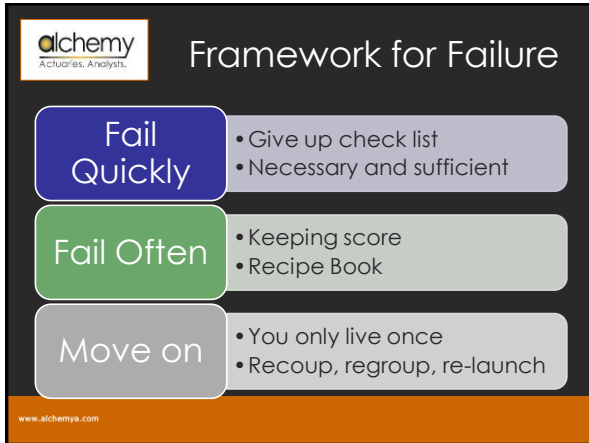 alchemy
Actuaries. Analysts.
Framework for Failure
Fail
Quickly
• Give up check list
• Necessary and sufficient
Fail Often
• Keeping score
• Recipe Book
Move on
• You only live once
• Recoup, regroup, re-launch
www.alchemya.com